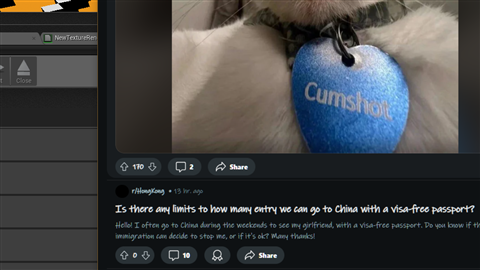 NewTextureRen
Close
Cumshot
170
2
Share
r/HongKong • 13 hr. ago
Is there any limits to how many entry we can go to China with a visa-free passport?
Hello! I often go to China during the weekends to see my girlfriend, with a visa-free passport. Do you know if the
immigration can decide to stop me, or if it's ok? Many thanks!
0
10
Share